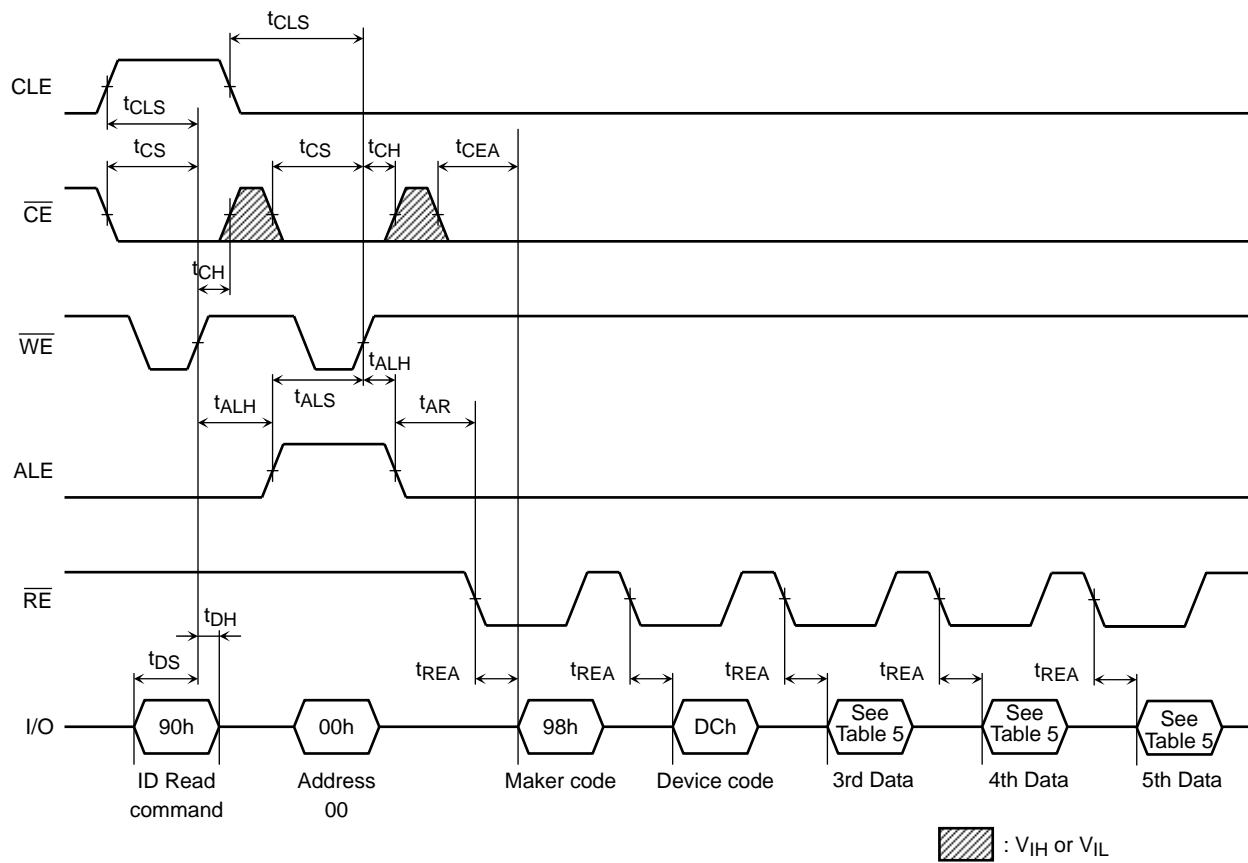 tCLS
CLE
tCLS
tCS
tCS
tCH
tCEA
CE
tCH
WE
tALH
tALH
tALS
tAR
ALE
RE
tDH
tDS
tREA
tREA
tREA
tREA
tREA
I/O
90h
00h
98h
DCh
See
Table 5
See
Table 5
See
Table 5
ID Read
command
Address
00
Maker code
Device code
3rd Data
4th Data
5th Data
: VIH or VIL